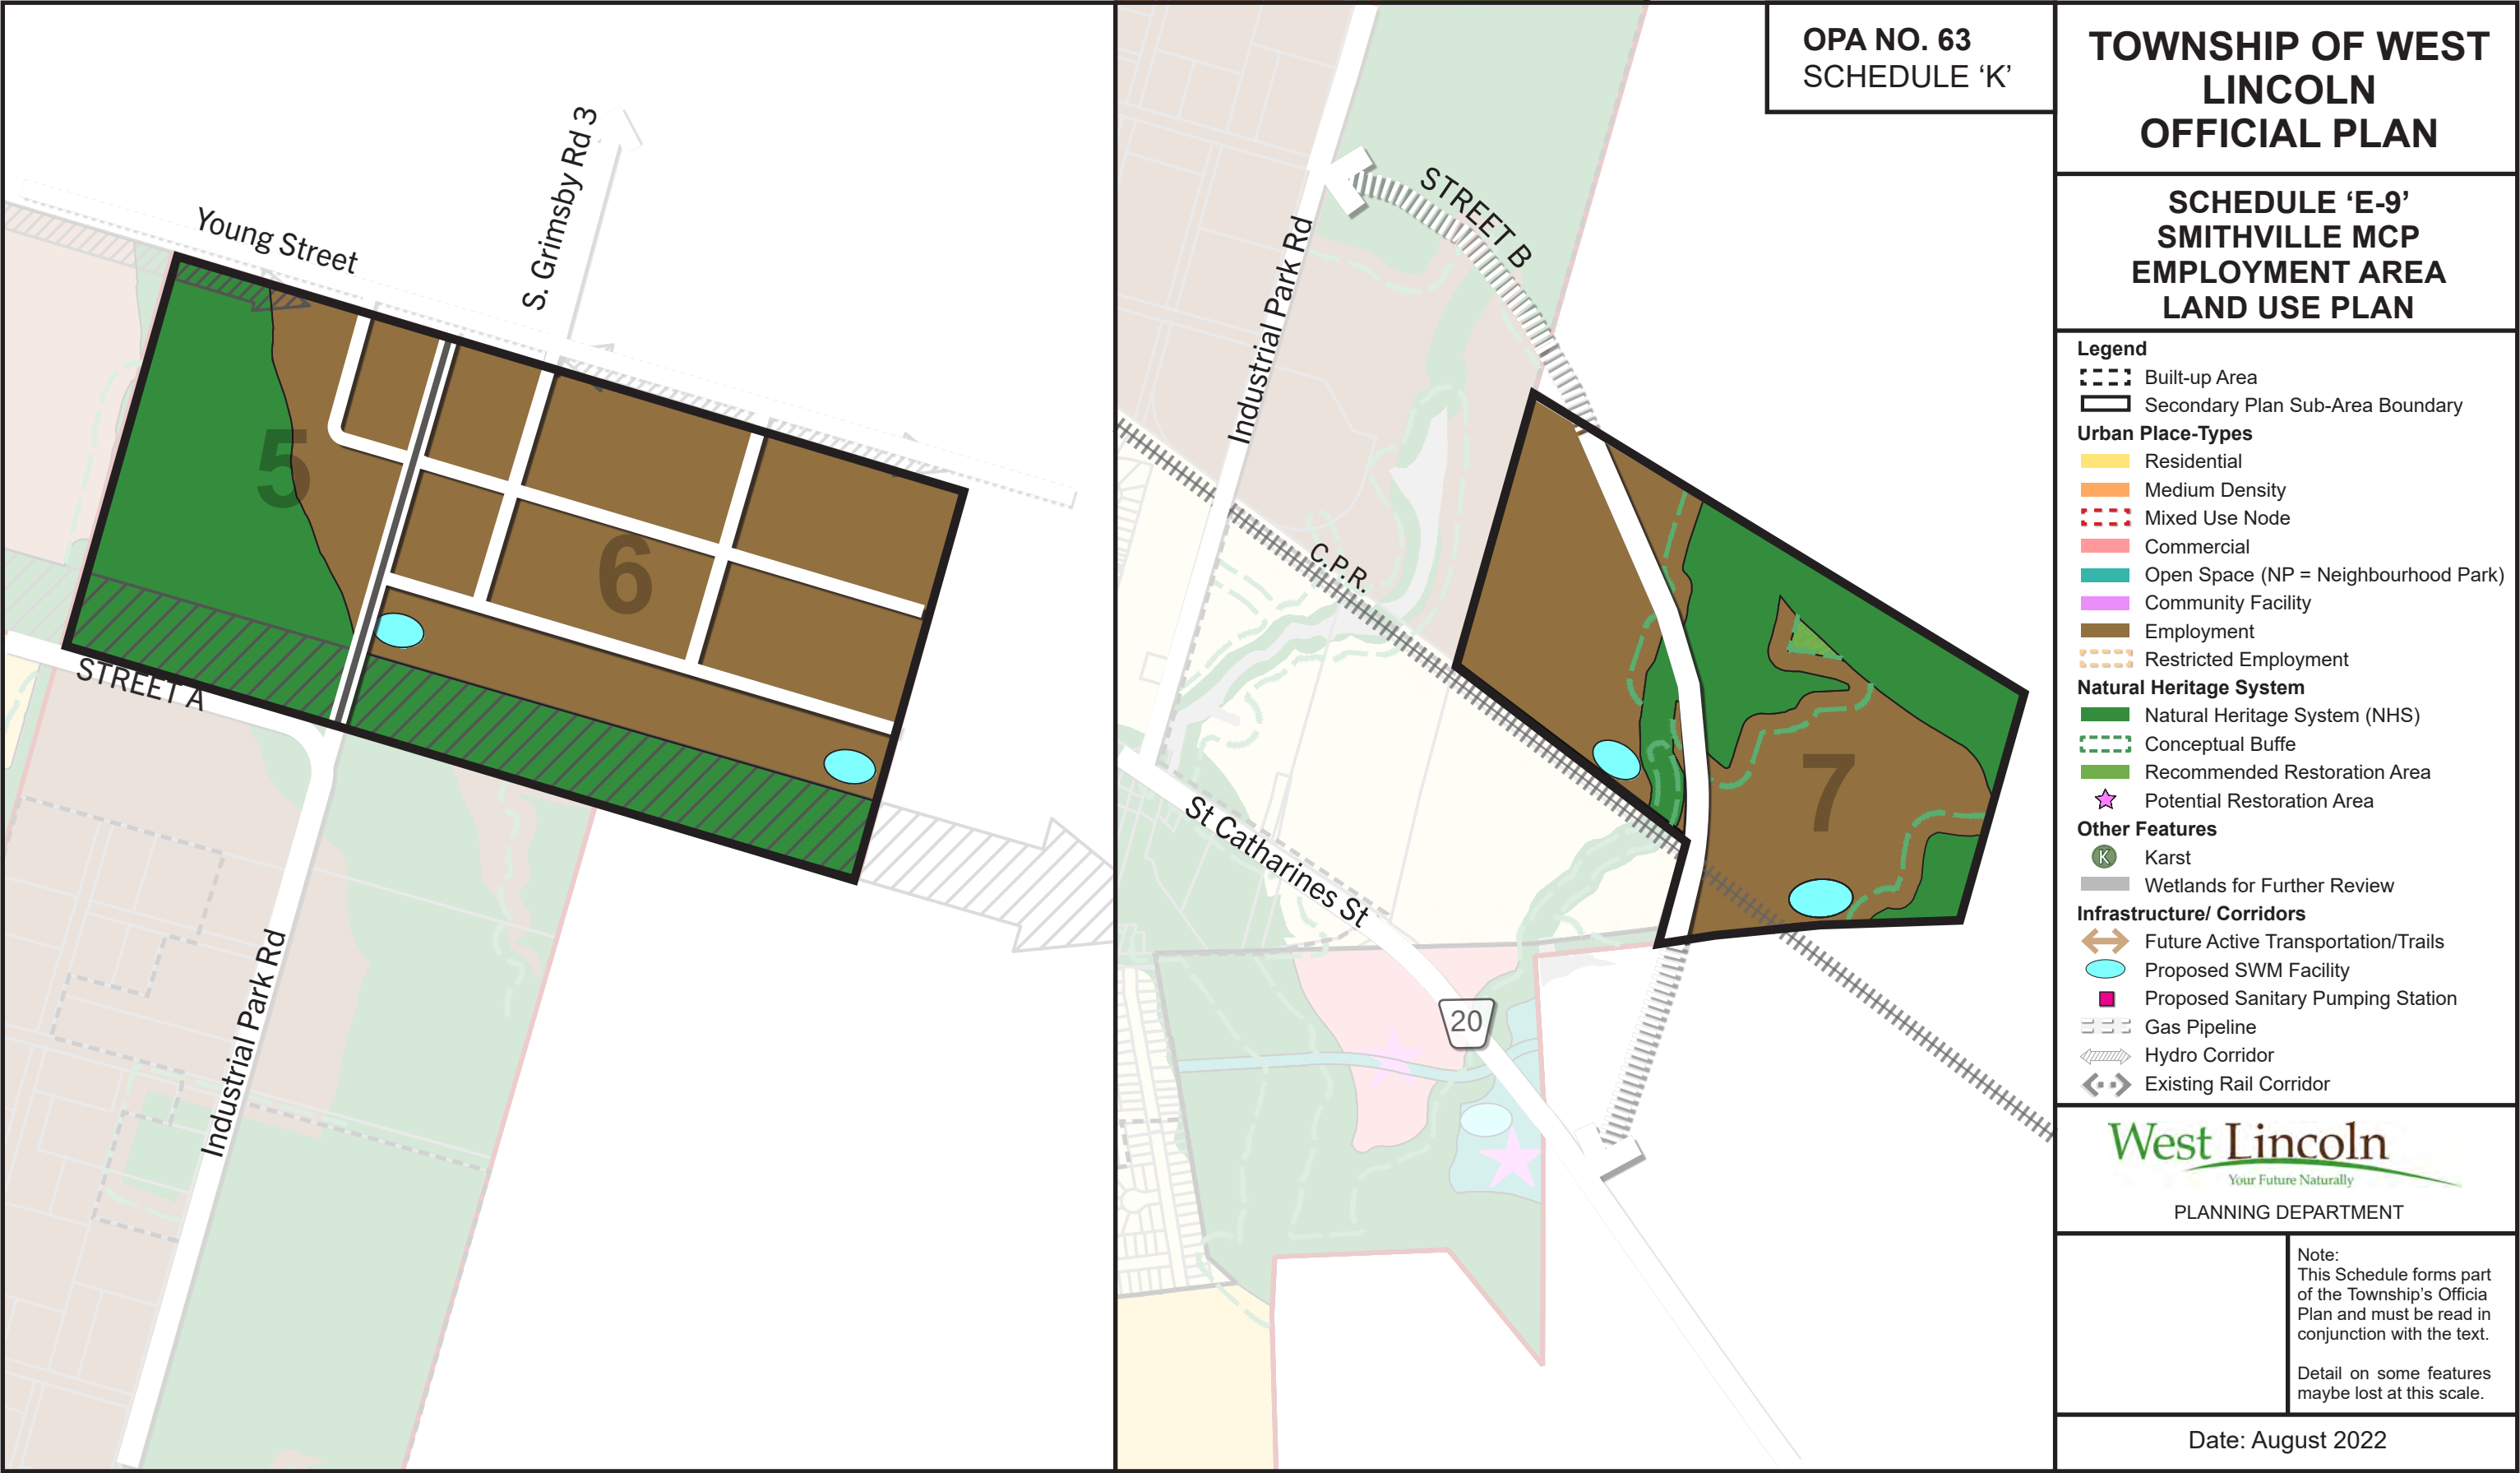 Young Street
S. Grimsby Rd 3
5
6
STREET A
Industrial Park Rd
OPA NO. 63
SCHEDULE ‘K’
STREET B
Industrial Park Rd
C.P.R.
7
St Catharines St
20
TOWNSHIP OF WEST
LINCOLN
OFFICIAL PLAN
SCHEDULE ‘E-9’
SMITHVILLE MCP
EMPLOYMENT AREA
LAND USE PLAN
Legend
Built-up Area
Secondary Plan Sub-Area Boundary
Urban Place-Types
Residential
Medium Density
Mixed Use Node
Commercial
Open Space (NP = Neighbourhood Park)
Community Facility
Employment
Restricted Employment
Natural Heritage System
Natural Heritage System (NHS)
Conceptual Buffe
Recommended Restoration Area
Potential Restoration Area
Other Features
K Karst
Wetlands for Further Review
Infrastructure/ Corridors
Future Active Transportation/Trails
Proposed SWM Facility
Proposed Sanitary Pumping Station
Gas Pipeline
Hydro Corridor
Existing Rail Corridor
West Lincoln
Your Future Naturally
PLANNING DEPARTMENT
Note:
This Schedule forms part
of the Township’s Officia
Plan and must be read in
conjunction with the text.
Detail on some features
maybe lost at this scale.
Date: August 2022